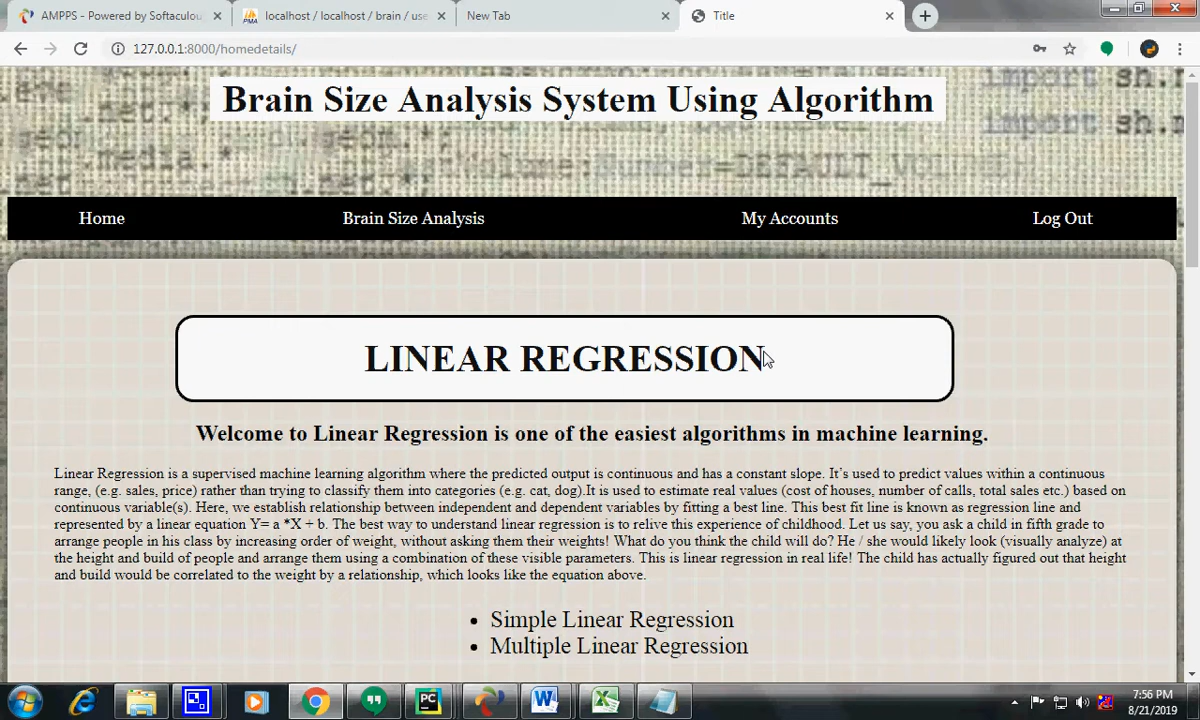 AMPPS - Powered by Softaculou
localhost / localhost / brain / use
New Tab
Title
127.0.0.1:8000/homedetails/
import sh.
Brain Size Analysis System Using Algorithm
.net.*;
import sh.
.media.*
Volume:Number=DEFAULT_VOLUME
.net.*;
Home
Brain Size Analysis
My Accounts
Log Out
LINEAR REGRESSION
Welcome to Linear Regression is one of the easiest algorithms in machine learning.
Linear Regression is a supervised machine learning algorithm where the predicted output is continuous and has a constant slope. It’s used to predict values within a continuous
range, (e.g. sales, price) rather than trying to classify them into categories (e.g. cat, dog).It is used to estimate real values (cost of houses, number of calls, total sales etc.) based on
continuous variable(s). Here, we establish relationship between independent and dependent variables by fitting a best line. This best fit line is known as regression line and
represented by a linear equation Y= a *X + b. The best way to understand linear regression is to relive this experience of childhood. Let us say, you ask a child in fifth grade to
arrange people in his class by increasing order of weight, without asking them their weights! What do you think the child will do? He / she would likely look (visually analyze) at
the height and build of people and arrange them using a combination of these visible parameters. This is linear regression in real life! The child has actually figured out that height
and build would be correlated to the weight by a relationship, which looks like the equation above.
• Simple Linear Regression
• Multiple Linear Regression
7:56 PM
8/21/2019